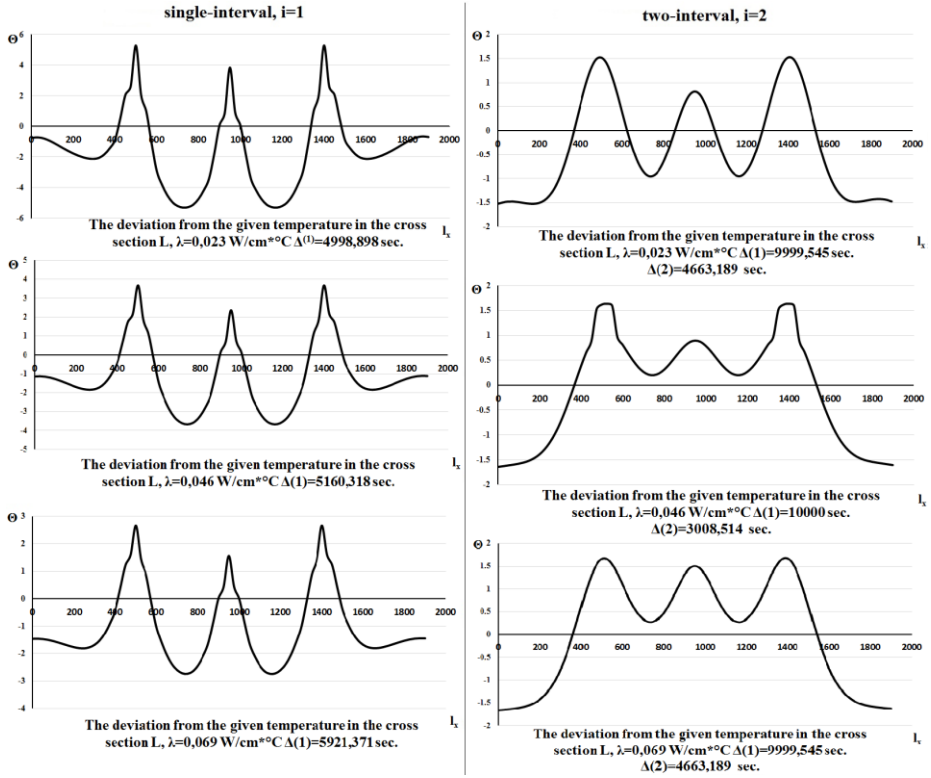 single-interval, i=1
Θ
6
4
2
0
-2
-4
-6
0 200 400 600 800 1000 1200 1400 1600 1800 2000
lₓ
The deviation from the given temperature in the cross
section L, λ=0,023 W/cm*°C Δ⁽¹⁾=4998,898 sec.
Θ
5
4
3
2
1
0
-1
-2
-3
-4
-5
0 200 400 600 800 1000 1200 1400 1600 1800 2000
lₓ
The deviation from the given temperature in the cross
section L, λ=0,046 W/cm*°C Δ(1)=5160,318 sec.
Θ
3
2
1
0
-1
-2
-3
-4
0 200 400 600 800 1000 1200 1400 1600 1800 2000
lₓ
The deviation from the given temperature in the cross
section L, λ=0,069 W/cm*°C Δ(1)=5921,371 sec.
two-interval, i=2
Θ
2
1.5
1
0.5
0
-0.5
-1
-1.5
-2
0 200 400 600 800 1000 1200 1400 1600 1800 2000
lₓ
The deviation from the given temperature in the cross
section L, λ=0,023 W/cm*°C Δ(1)=9999,545 sec.
Δ(2)=4663,189 sec.
Θ
2
1.5
1
0.5
0
-0.5
-1
-1.5
-2
0 200 400 600 800 1000 1200 1400 1600 1800 2000
lₓ
The deviation from the given temperature in the cross
section L, λ=0,046 W/cm*°C Δ(1)=10000 sec.
Δ(2)=3008,514 sec.
Θ
2
1.5
1
0.5
0
-0.5
-1
-1.5
-2
0 200 400 600 800 1000 1200 1400 1600 1800 2000
lₓ
The deviation from the given temperature in the cross
section L, λ=0,069 W/cm*°C Δ(1)=9999,545 sec.
Δ(2)=4663,189 sec.